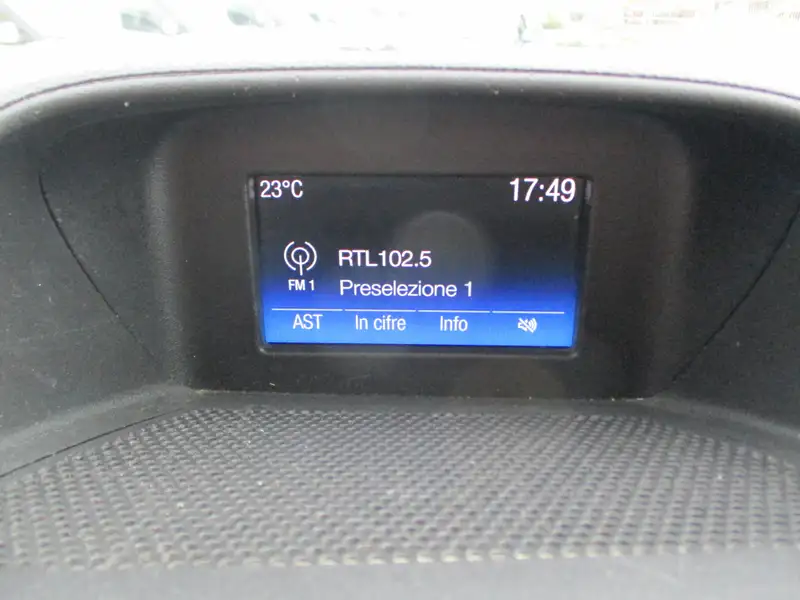 23°C 17:49
RTL102.5
FM 1 Preselezione 1
AST In cifre Info